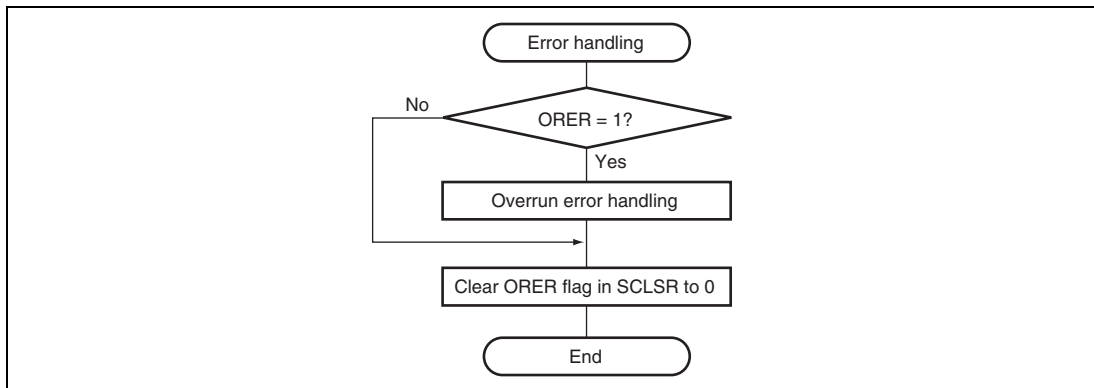 Error handling
No
ORER = 1?
Yes
Overrun error handling
Clear ORER flag in SCLSR to 0
End